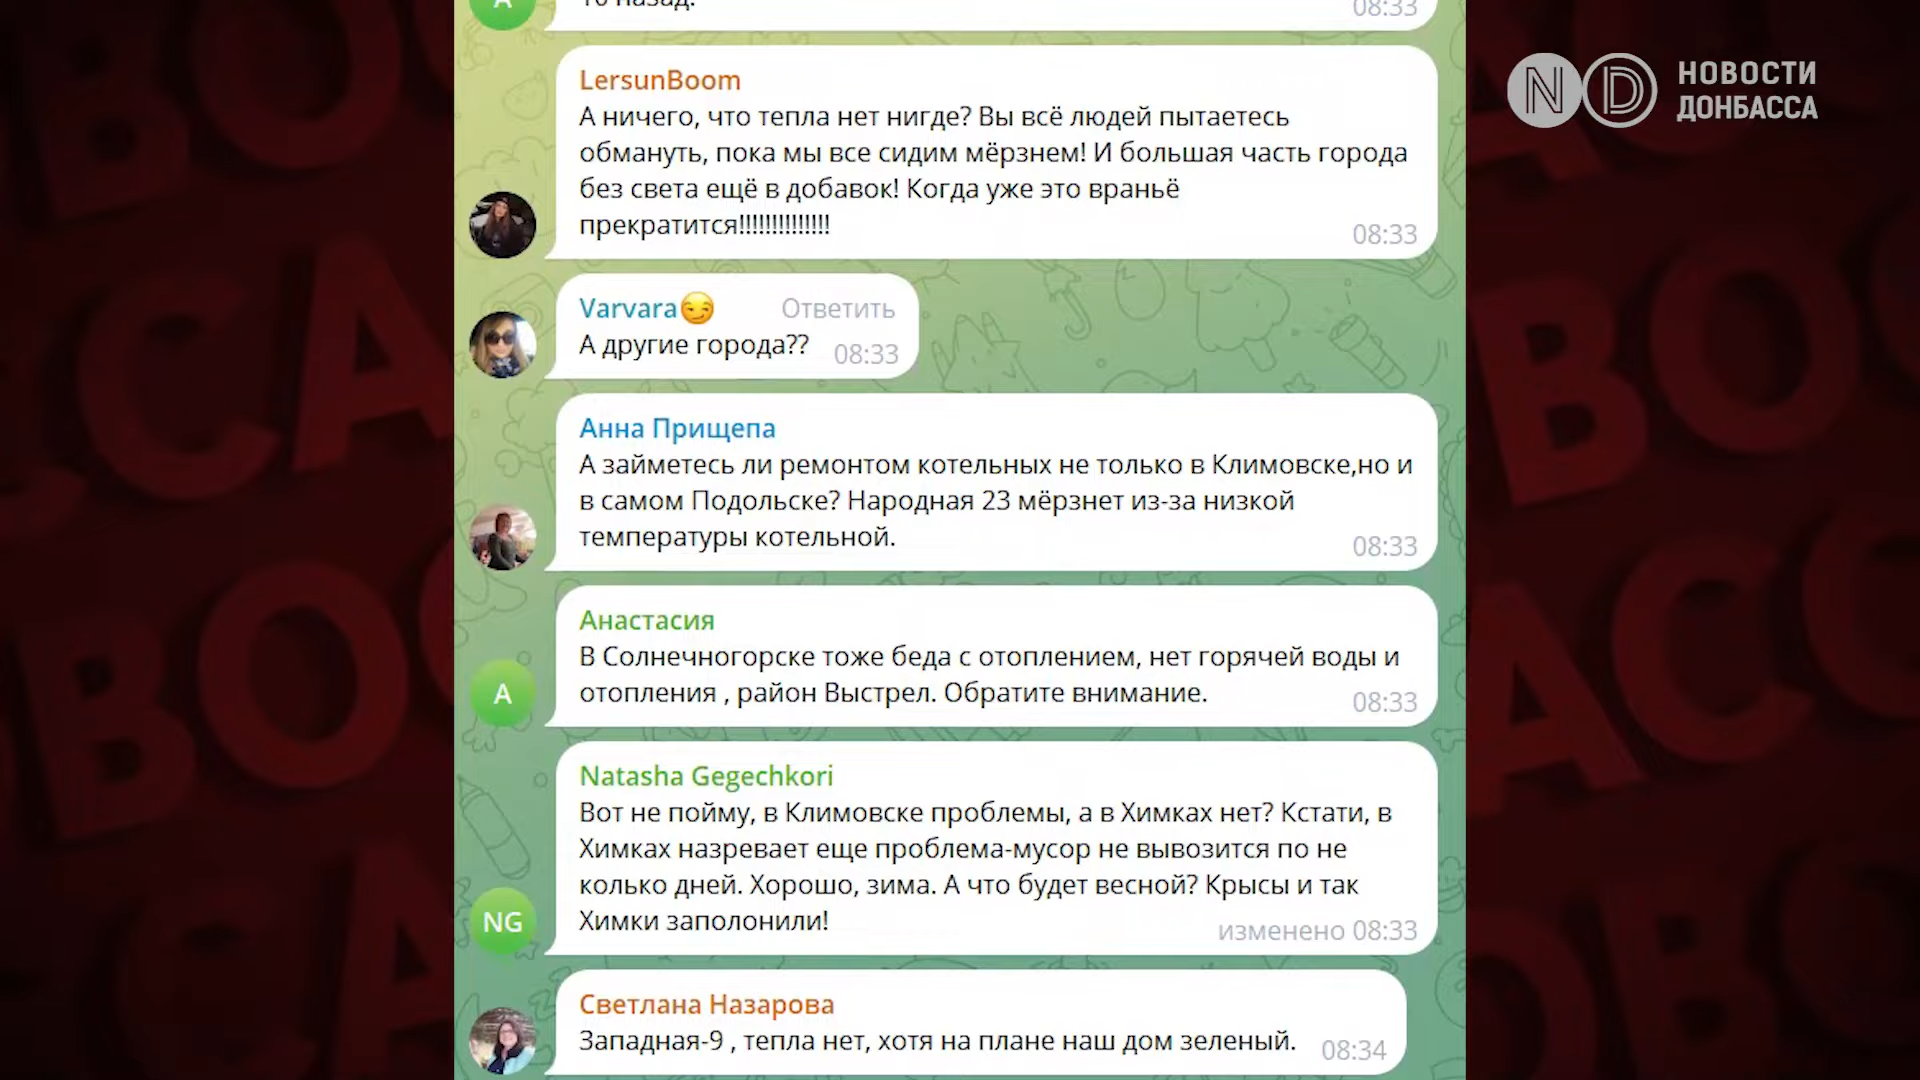 А
10 назад.
08:33
НОВОСТИ
ДОНБАССА
ND
LersunBoom
А ничего, что тепла нет нигде? Вы всё людей пытаетесь
обмануть, пока мы все сидим мёрзнем! И большая часть города
без света ещё в добавок! Когда уже это враньё
прекратится!!!!!!!!!!!!!!!
08:33
Varvara😏
Ответить
А другие города??
08:33
Анна Прищепа
А займетесь ли ремонтом котельных не только в Климовске,но и
в самом Подольске? Народная 23 мёрзнет из-за низкой
температуры котельной.
08:33
Анастасия
В Солнечногорске тоже беда с отоплением, нет горячей воды и
отопления , район Выстрел. Обратите внимание.
08:33
А
Natasha Gegechkori
Вот не пойму, в Климовске проблемы, а в Химках нет? Кстати, в
Химках назревает еще проблема-мусор не вывозится по не
колько дней. Хорошо, зима. А что будет весной? Крысы и так
Химки заполонили!
изменено 08:33
NG
Светлана Назарова
Западная-9 , тепла нет, хотя на плане наш дом зеленый.
08:34